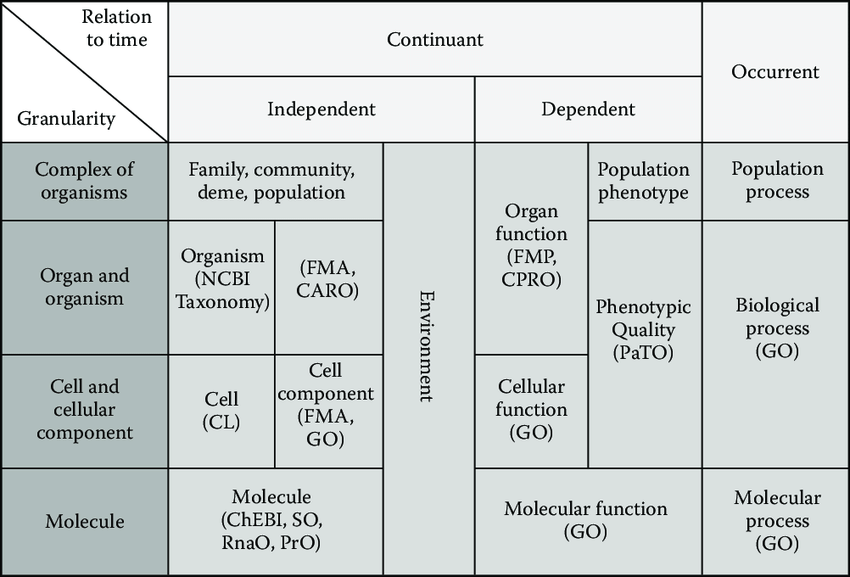 Relation
to time
Granularity
Continuant
Occurrent
Independent
Dependent
Complex of
organisms
Family, community,
deme, population
Environment
Organ
function
(FMP,
CPRO)
Population
phenotype
Population
process
Organ and
organism
Organism
(NCBI
Taxonomy)
(FMA,
CARO)
Phenotypic
Quality
(PaTO)
Biological
process
(GO)
Cell and
cellular
component
Cell
(CL)
Cell
component
(FMA,
GO)
Cellular
function
(GO)
Molecule
Molecule
(ChEBI, SO,
RnaO, PrO)
Molecular function
(GO)
Molecular
process
(GO)